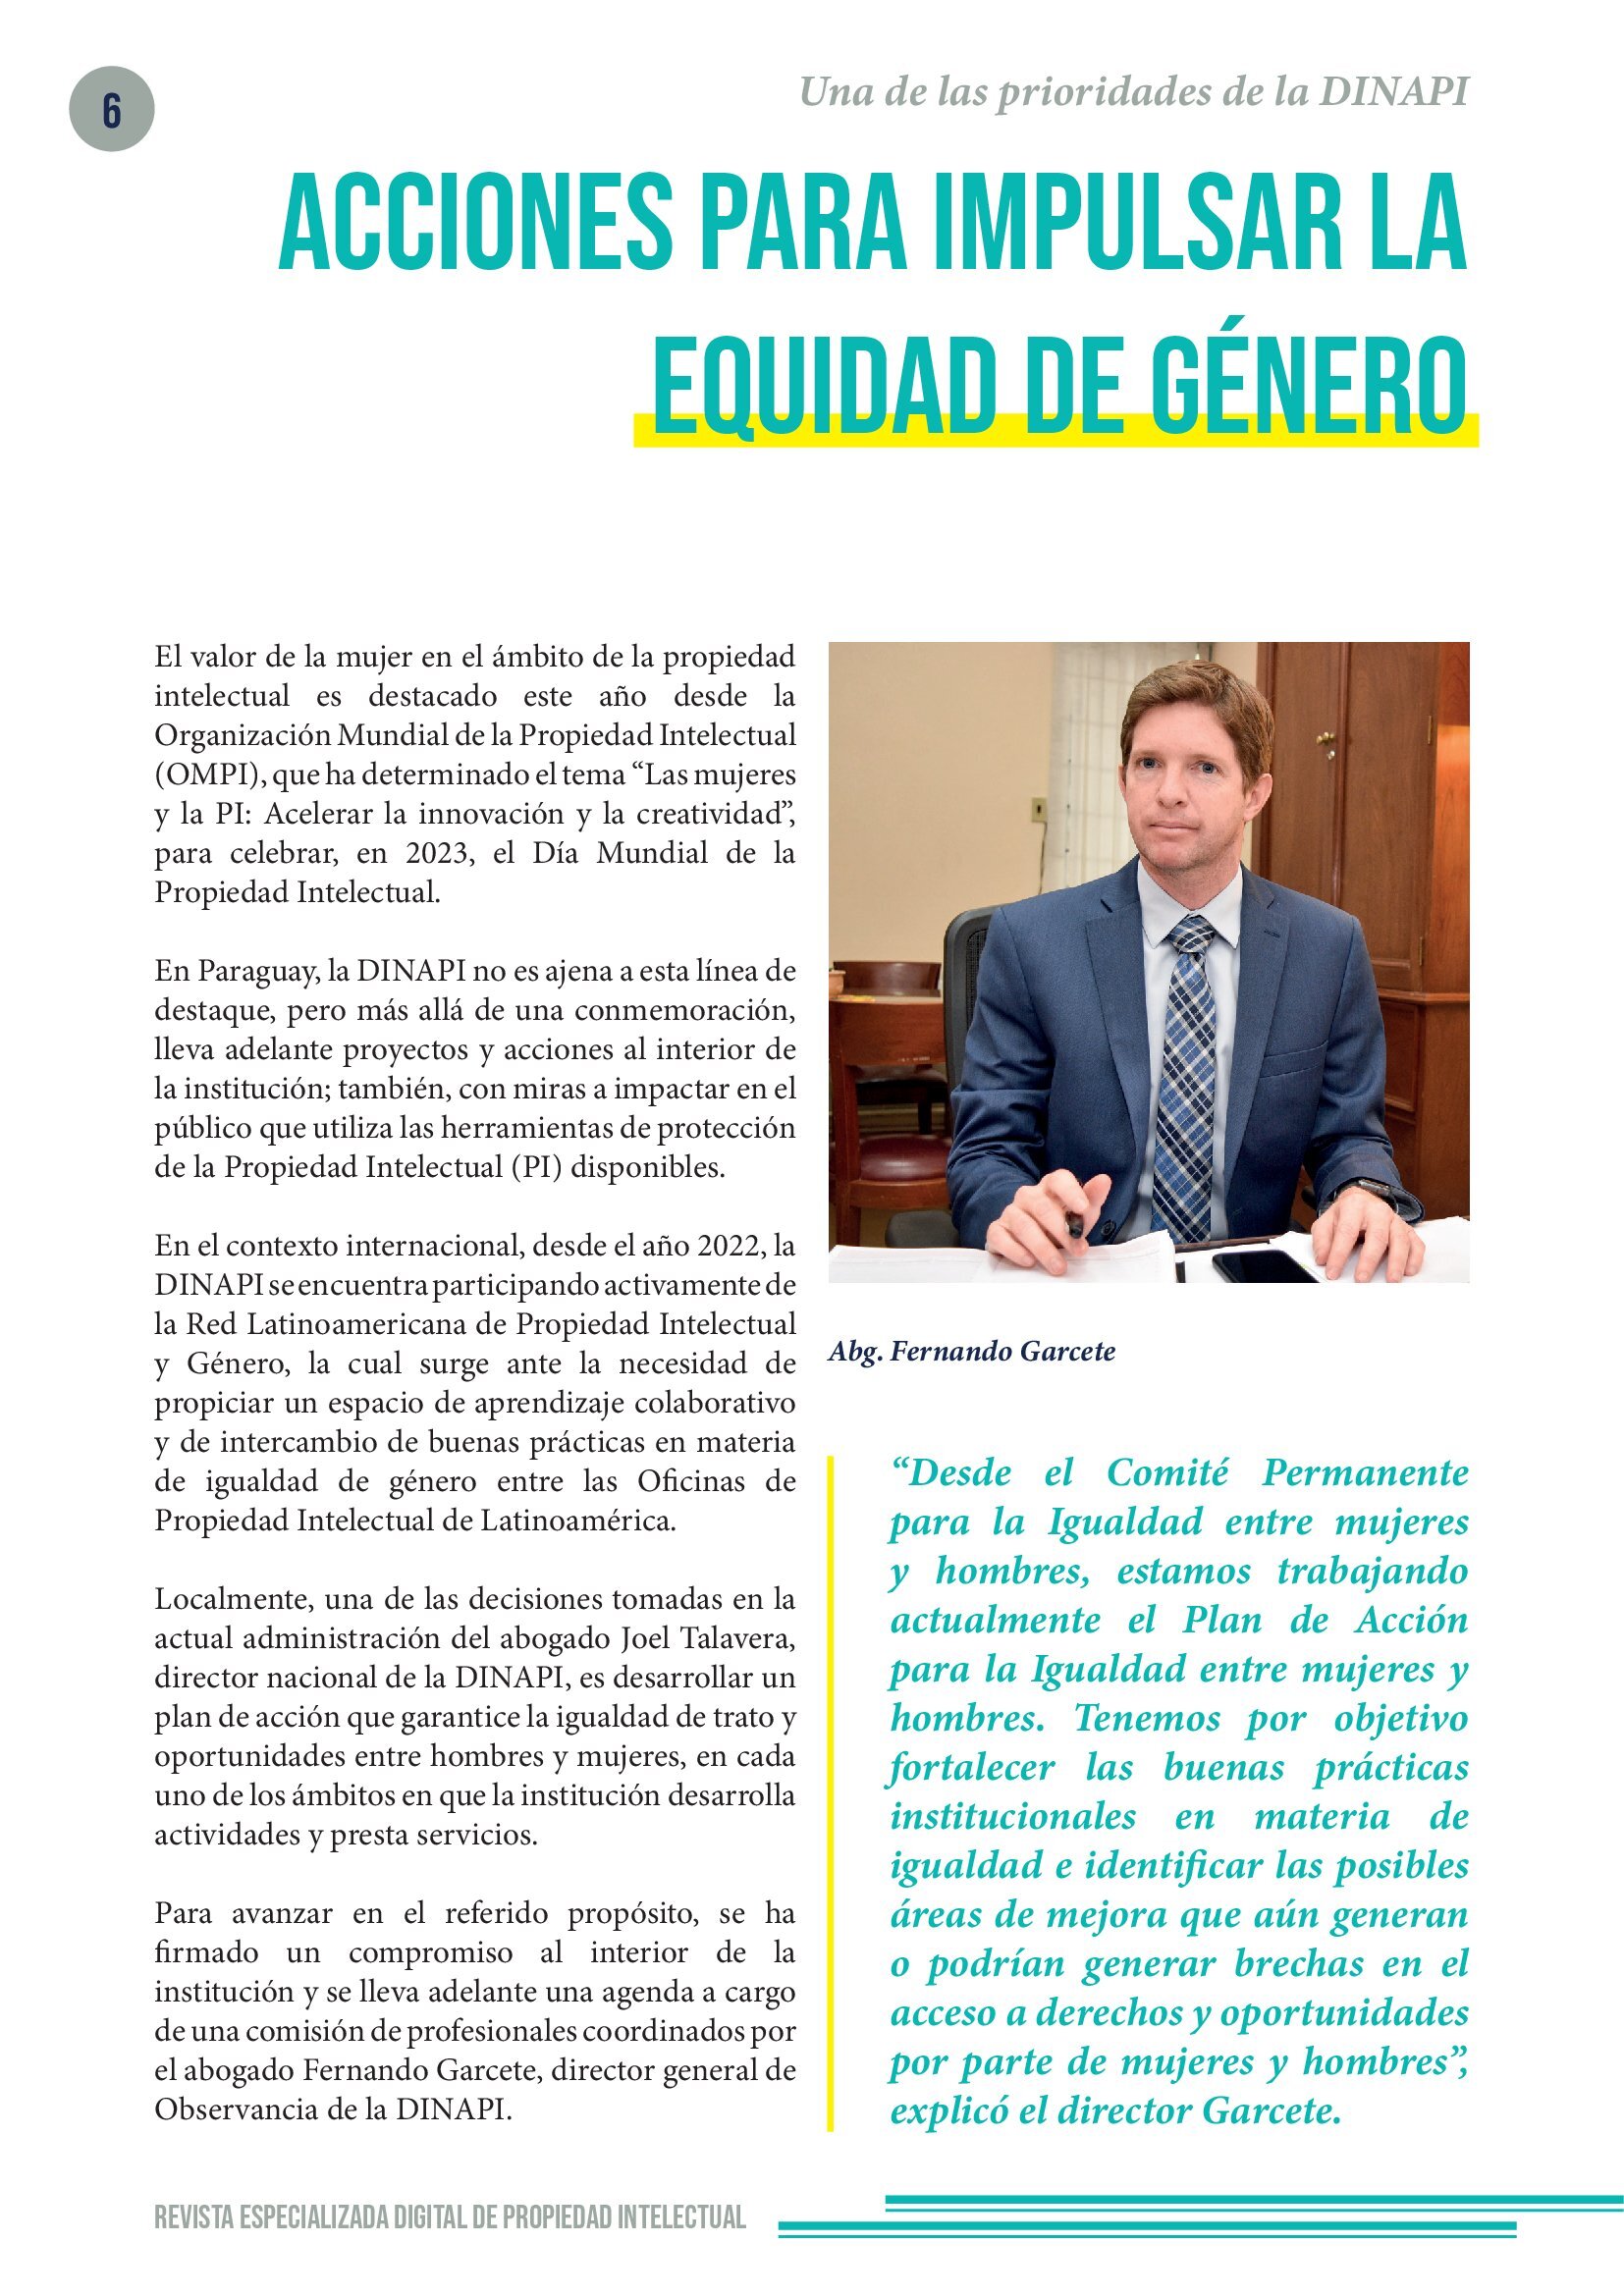 6
Una de las prioridades de la DINAPI
ACCIONES PARA IMPULSAR LA
EQUIDAD DE GÉNERO
El valor de la mujer en el ámbito de la propiedad
intelectual es destacado este año desde la
Organización Mundial de la Propiedad Intelectual
(OMPI), que ha determinado el tema “Las mujeres
y la PI: Acelerar la innovación y la creatividad”,
para celebrar, en 2023, el Día Mundial de la
Propiedad Intelectual.
En Paraguay, la DINAPI no es ajena a esta línea de
destaque, pero más allá de una conmemoración,
lleva adelante proyectos y acciones al interior de
la institución; también, con miras a impactar en el
público que utiliza las herramientas de protección
de la Propiedad Intelectual (PI) disponibles.
En el contexto internacional, desde el año 2022, la
DINAPI se encuentra participando activamente de
la Red Latinoamericana de Propiedad Intelectual
y Género, la cual surge ante la necesidad de
propiciar un espacio de aprendizaje colaborativo
y de intercambio de buenas prácticas en materia
de igualdad de género entre las Oficinas de
Propiedad Intelectual de Latinoamérica.
Localmente, una de las decisiones tomadas en la
actual administración del abogado Joel Talavera,
director nacional de la DINAPI, es desarrollar un
plan de acción que garantice la igualdad de trato y
oportunidades entre hombres y mujeres, en cada
uno de los ámbitos en que la institución desarrolla
actividades y presta servicios.
Para avanzar en el referido propósito, se ha
firmado un compromiso al interior de la
institución y se lleva adelante una agenda a cargo
de una comisión de profesionales coordinados por
el abogado Fernando Garcete, director general de
Observancia de la DINAPI.
Abg. Fernando Garcete
“Desde el Comité Permanente
para la Igualdad entre mujeres
y hombres, estamos trabajando
actualmente el Plan de Acción
para la Igualdad entre mujeres y
hombres. Tenemos por objetivo
fortalecer las buenas prácticas
institucionales en materia de
igualdad e identificar las posibles
áreas de mejora que aún generan
o podrían generar brechas en el
acceso a derechos y oportunidades
por parte de mujeres y hombres”,
explicó el director Garcete.
REVISTA ESPECIALIZADA DIGITAL DE PROPIEDAD INTELECTUAL